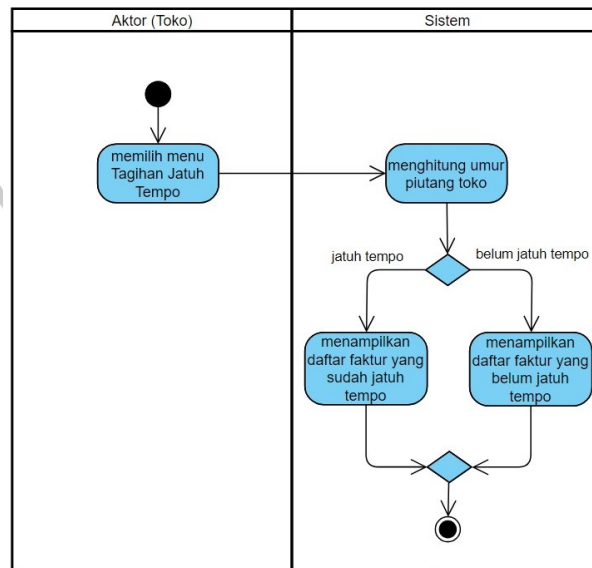 Aktor (Toko)
Sistem
memilih menu
Tagihan Jatuh
Tempo
menghitung umur
piutang toko
jatuh tempo
belum jatuh tempo
menampilkan
daftar faktur yang
sudah jatuh
tempo
menampilkan
daftar faktur yang
belum jatuh
tempo